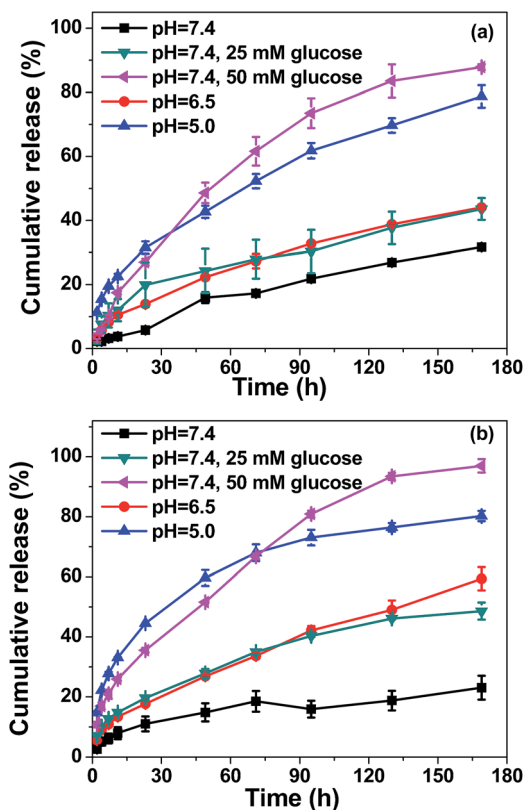 (a)
pH=7.4
pH=7.4, 25 mM glucose
pH=7.4, 50 mM glucose
pH=6.5
pH=5.0
Cumulative release (%)
100
80
60
40
20
0
0 30 60 90 120 150 180
Time (h)
(b)
pH=7.4
pH=7.4, 25 mM glucose
pH=7.4, 50 mM glucose
pH=6.5
pH=5.0
Cumulative release (%)
100
80
60
40
20
0
0 30 60 90 120 150 180
Time (h)